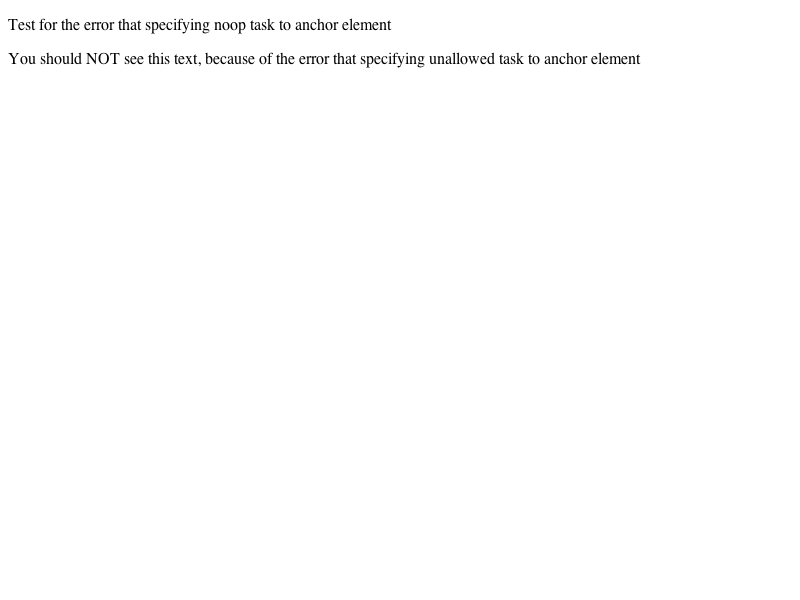 Test for the error that specifying noop task to anchor element
You should NOT see this text, because of the error that specifying unallowed task to anchor element